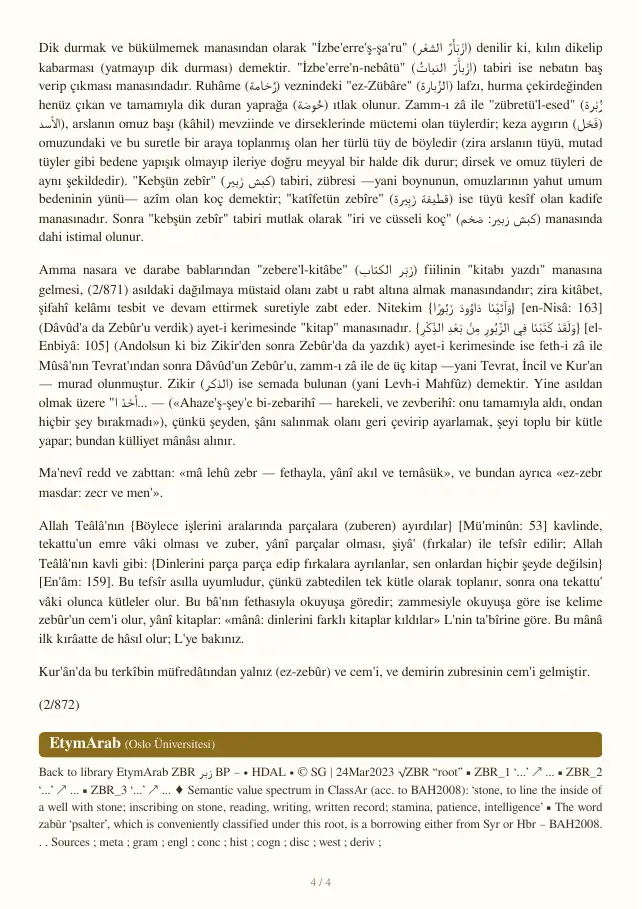 Dik durmak ve bükülmemek manasından olarak "İzbe'erre'ş-şa'ru" (ازْبَأَرَّ الشعر) denilir ki, kılın dikelip
kabarması (yatmayıp dik durması) demektir. "İzbe'erre'n-nebâtü" (ازْبأَرّ النباتُ) tabiri ise nebatın baş
verip çıkması manasınadır. Ruhâme (رُخامة) veznindeki "ez-Zübâre" (الزُّبارة) lafzı, hurma çekirdeğinden
henüz çıkan ve tamamıyla dik duran yaprağa (خُوصَة) ıtlak olunur. Zamm-ı zâ ile "zübretü'l-esed" (زُبْرة
الأسد), arslanın omuz başı (kâhil) mevziinde ve dirseklerinde müctemi olan tüylerdir; keza aygırın (فَحْل)
omuzundaki ve bu suretle bir araya toplanmış olan her türlü tüy de böyledir (zira arslanın tüyü, mutad
tüyler gibi bedene yapışık olmayıp ileriye doğru meyyal bir halde dik durur; dirsek ve omuz tüyleri de
aynı şekildedir). "Kebşün zebîr" (كبش زَبِير) tabiri, zübresi —yani boynunun, omuzlarının yahut umum
bedeninin yünü— azîm olan koç demektir; "katîfetün zebîre" (قطيفة زَبِيرة) ise tüyü kesîf olan kadife
manasınadır. Sonra "kebşün zebîr" tabiri mutlak olarak "iri ve cüsseli koç" (كبش زبير: ضخم) manasında
dahi istimal olunur.
Amma nasara ve darabe bablarından "zebere'l-kitâbe" (زَبَر الكتاب) fiilinin "kitabı yazdı" manasına
gelmesi, (2/871) asıldaki dağılmaya müstaid olanı zabt u rabt altına almak manasındandır; zira kitâbet,
şifahî kelâmı tesbit ve devam ettirmek suretiyle zabt eder. Nitekim {وَآتَيْنَا دَاوُودَ زَبُورًا} [en-Nisâ: 163]
(Dâvûd'a da Zebûr'u verdik) ayet-i kerimesinde "kitap" manasınadır. {وَلَقَدْ كَتَبْنَا فِي الزَّبُورِ مِنْ بَعْدِ الذِّكْرِ} [el-
Enbiyâ: 105] (Andolsun ki biz Zikir'den sonra Zebûr'da da yazdık) ayet-i kerimesinde ise feth-i zâ ile
Mûsâ'nın Tevrat'ından sonra Dâvûd'un Zebûr'u, zamm-ı zâ ile de üç kitap —yani Tevrat, İncil ve Kur'an
— murad olunmuştur. Zikir (الذكر) ise semada bulunan (yani Levh-i Mahfûz) demektir. Yine asıldan
olmak üzere "أَخَذَ ا... — («Ahaze'ş-şey'e bi-zebarihî — harekeli, ve zevberihî: onu tamamıyla aldı, ondan
hiçbir şey bırakmadı»), çünkü şeyden, şânı salınmak olanı geri çevirip ayarlamak, şeyi toplu bir kütle
yapar; bundan külliyet mânâsı alınır.
Ma'nevî redd ve zabttan: «mâ lehû zebr — fethayla, yânî akıl ve temâsük», ve bundan ayrıca «ez-zebr
masdar: zecr ve men'».
Allah Teâlâ'nın {Böylece işlerini aralarında parçalara (zuberen) ayırdılar} [Mü'minûn: 53] kavlinde,
tekattu'un emre vâki olması ve zuber, yânî parçalar olması, şiya' (fırkalar) ile tefsîr edilir; Allah
Teâlâ'nın kavli gibi: {Dinlerini parça parça edip fırkalara ayrılanlar, sen onlardan hiçbir şeyde değilsin}
[En'âm: 159]. Bu tefsîr asılla uyumludur, çünkü zabtedilen tek kütle olarak toplanır, sonra ona tekattu'
vâki olunca kütleler olur. Bu bâ'nın fethasıyla okuyuşa göredir; zammesiyle okuyuşa göre ise kelime
zebûr'un cem'i olur, yânî kitaplar: «mânâ: dinlerini farklı kitaplar kıldılar» L'nin ta'bîrine göre. Bu mânâ
ilk kırâatte de hâsıl olur; L'ye bakınız.
Kur'ân'da bu terkîbin müfredâtından yalnız (ez-zebûr) ve cem'i, ve demirin zubresinin cem'i gelmiştir.
(2/872)
EtymArab (Oslo Üniversitesi)
Back to library EtymArab ZBR زبر BP – • HDAL • © SG | 24Mar2023 √ZBR “root” ▪ ZBR_1 ‘...’ ↗ ... ▪ ZBR_2
‘...’ ↗ ... ▪ ZBR_3 ‘...’ ↗ ... ♦ Semantic value spectrum in ClassAr (acc. to BAH2008): ‘stone, to line the inside of
a well with stone; inscribing on stone, reading, writing, written record; stamina, patience, intelligence’ ▪ The word
zabūr ‘psalter’, which is conveniently classified under this root, is a borrowing either from Syr or Hbr – BAH2008.
. . Sources ; meta ; gram ; engl ; conc ; hist ; cogn ; disc ; west ; deriv ;
4 / 4